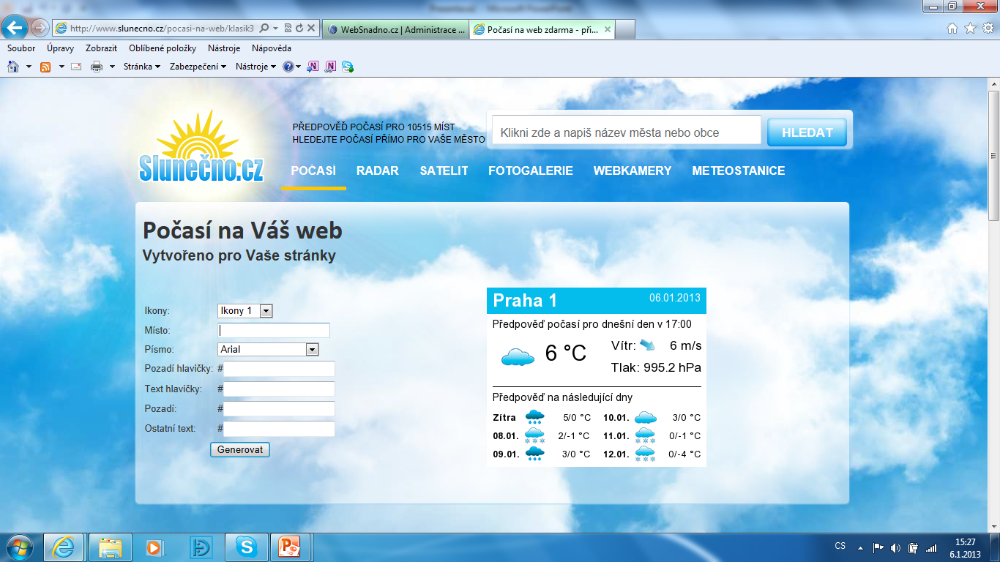 http://www.slunecno.cz/pocasi-na-web/klasik3
WebSnadno.cz | Administrace ...
Počasí na web zdarma - při...
Soubor Úpravy Zobrazit Oblíbené položky Nástroje Nápověda
Stránka Zabezpečení Nástroje
Slunečno.cz
PŘEDPOVĚĎ POČASÍ PRO 10515 MÍST
HLEDEJTE POČASÍ PŘÍMO PRO VAŠE MĚSTO
Klikni zde a napiš název města nebo obce
HLEDAT
POČASÍ RADAR SATELIT FOTOGALERIE WEBKAMERY METEOSTANICE
Počasí na Váš web
Vytvořeno pro Vaše stránky
Ikony: Ikony 1
Místo:
Písmo: Arial
Pozadí hlavičky: #
Text hlavičky: #
Pozadí: #
Ostatní text: #
Generovat
Praha 1 06.01.2013
Předpověď počasí pro dnešní den v 17:00
6 °C
Vítr: 6 m/s
Tlak: 995.2 hPa
Předpověď na následující dny
Zítra 5/0 °C 10.01. 3/0 °C
08.01. 2/-1 °C 11.01. 0/-1 °C
09.01. 3/0 °C 12.01. 0/-4 °C
CS
15:27
6.1.2013